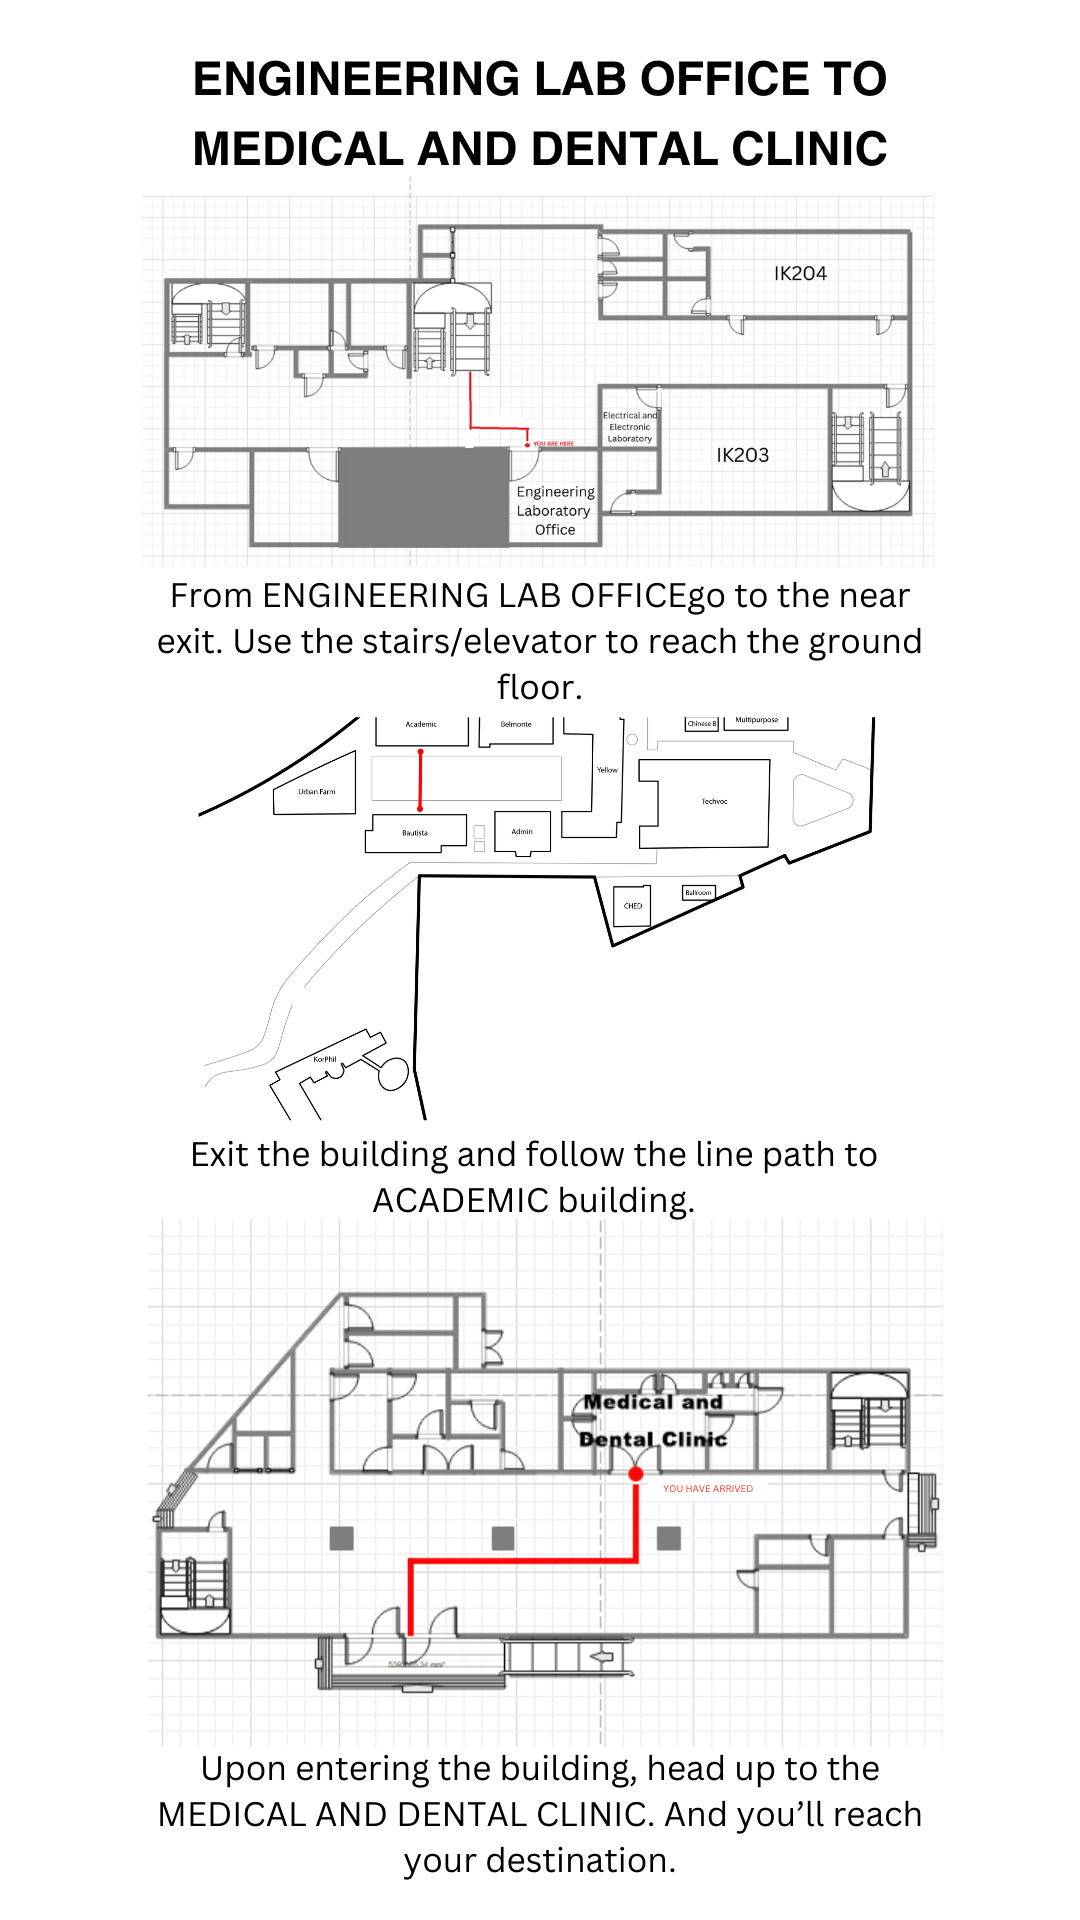 ENGINEERING LAB OFFICE TO
MEDICAL AND DENTAL CLINIC
IK204
Electrical and
Electronic
Laboratory
YOU ARE HERE
IK203
Engineering
Laboratory
Office
From ENGINEERING LAB OFFICEgo to the near
exit. Use the stairs/elevator to reach the ground
floor.
Academic
Belmonte
Chinese B
Multipurpose
Urban Farm
Yellow
Techvoc
Bautista
Admin
CHED
Ballroom
KorPhil
Exit the building and follow the line path to
ACADEMIC building.
Medical and
Dental Clinic
YOU HAVE ARRIVED
Upon entering the building, head up to the
MEDICAL AND DENTAL CLINIC. And you’ll reach
your destination.